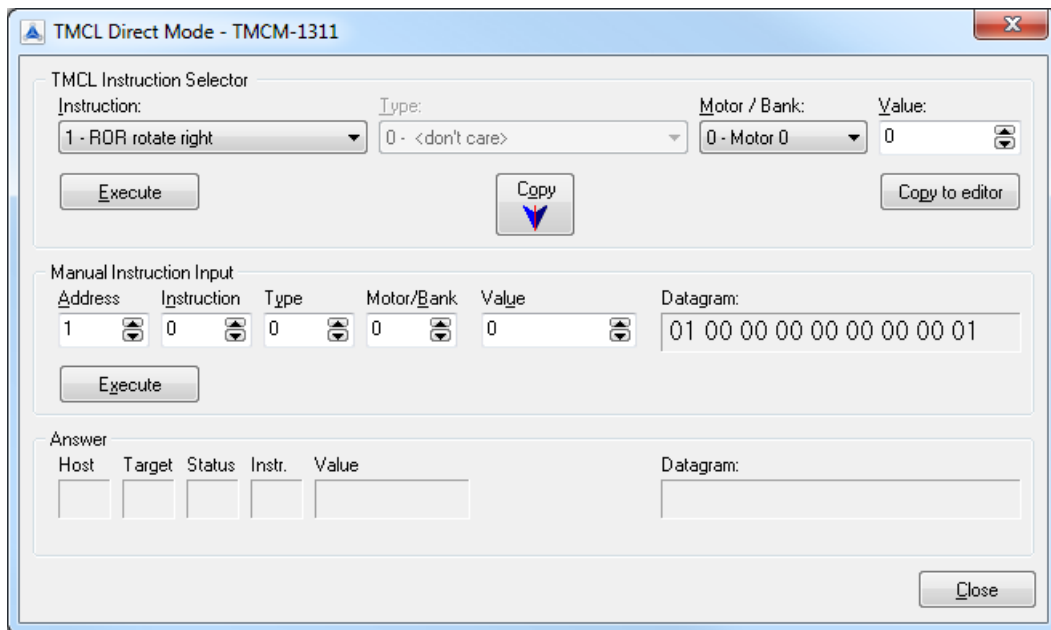 TMCL Direct Mode - TMCM-1311
TMCL Instruction Selector
Instruction: Type: Motor / Bank: Value:
1 - ROR rotate right 0 - <don't care> 0 - Motor 0 0
Execute Copy Copy to editor
Manual Instruction Input
Address Instruction Type Motor/Bank Value Datagram:
1 0 0 0 0 01 00 00 00 00 00 00 00 01
Execute
Answer
Host Target Status Instr. Value Datagram:
Close